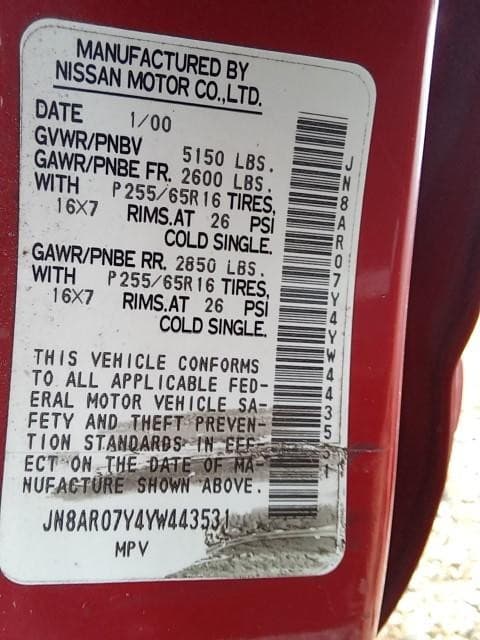 MANUFACTURED BY
NISSAN MOTOR CO.,LTD.
DATE 1/00
GVWR/PNBV 5150 LBS.
GAWR/PNBE FR. 2600 LBS.
WITH P255/65R16 TIRES,
16X7 RIMS.AT 26 PSI
COLD SINGLE.
GAWR/PNBE RR. 2850 LBS.
WITH P255/65R16 TIRES,
16X7 RIMS.AT 26 PSI
COLD SINGLE.
THIS VEHICLE CONFORMS
TO ALL APPLICABLE FED-
ERAL MOTOR VEHICLE SA-
FETY AND THEFT PREVEN-
TION STANDARDS IN EFF-
ECT ON THE DATE OF MA-
NUFACTURE SHOWN ABOVE.
JN8AR07Y4YW443531
MPV
JN8AR07Y4YW443531